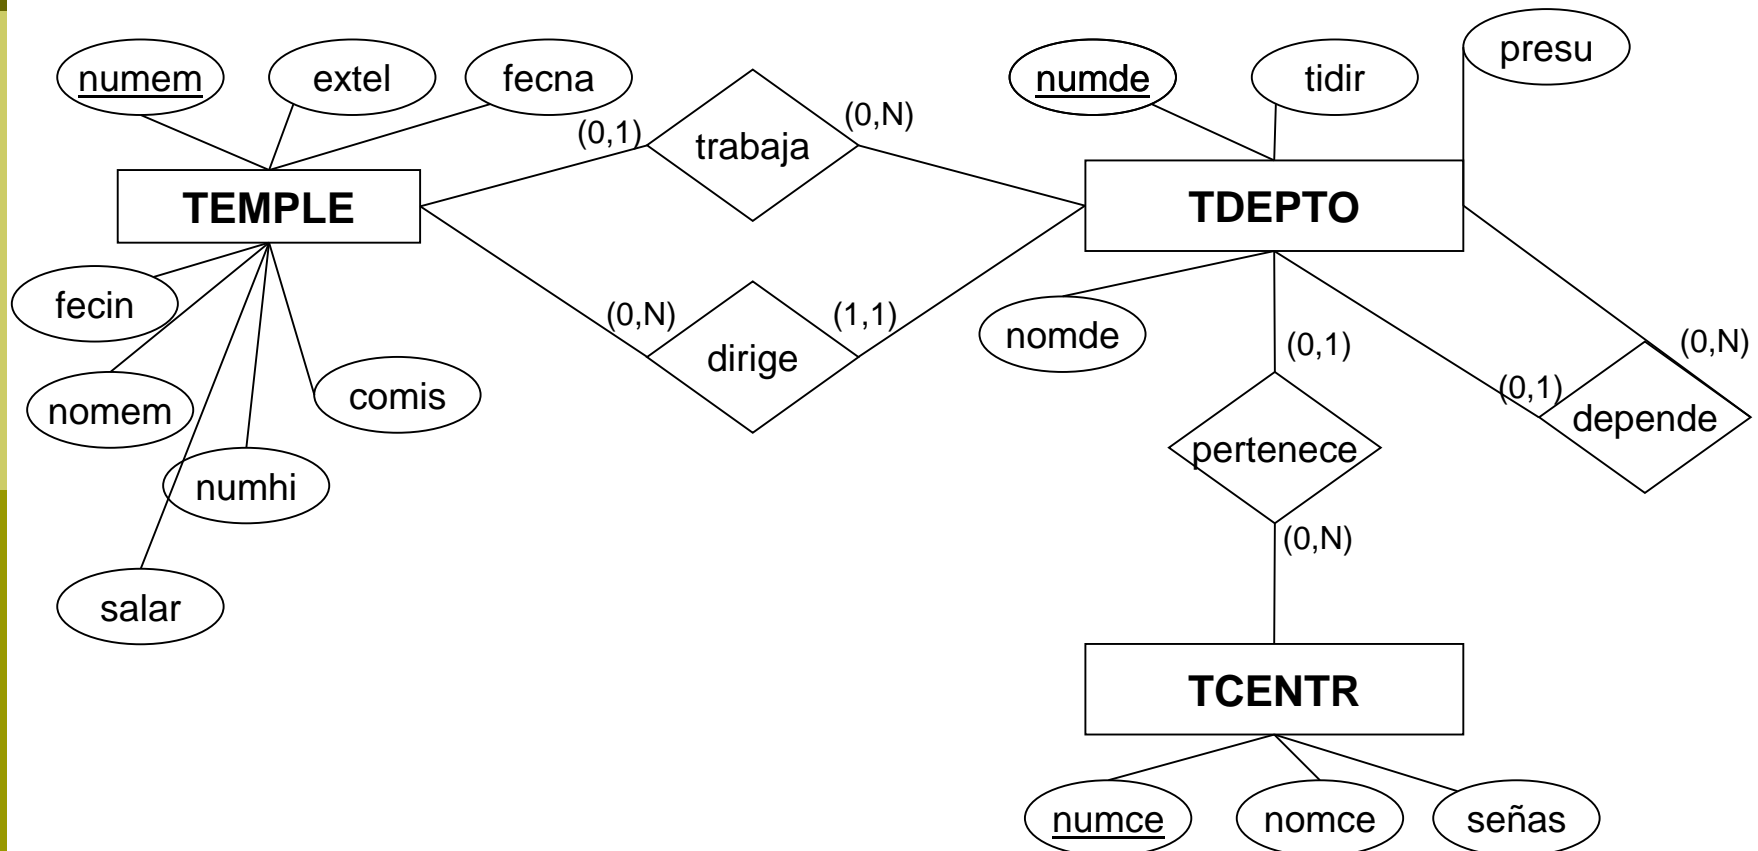 presu
numem
extel
fecna
numde
tidir
(0,1)
trabaja
(0,N)
TEMPLE
TDEPTO
fecin
(0,N)
dirige
(1,1)
nomde
(0,1)
(0,N)
nomem
comis
(0,1)
depende
pertenece
numhi
(0,N)
salar
TCENTR
numce
nomce
señas